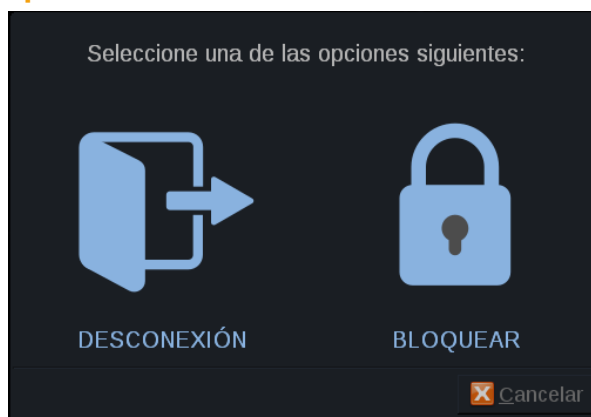 Seleccione una de las opciones siguientes:
DESCONEXIÓN
BLOQUEAR
Cancelar